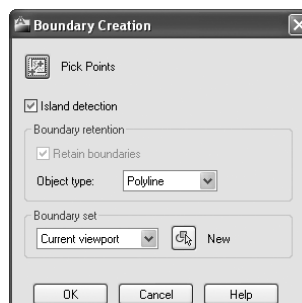 Boundary Creation
Pick Points
Island detection
Boundary retention
Retain boundaries
Object type: Polyline
Boundary set
Current viewport New
OK Cancel Help